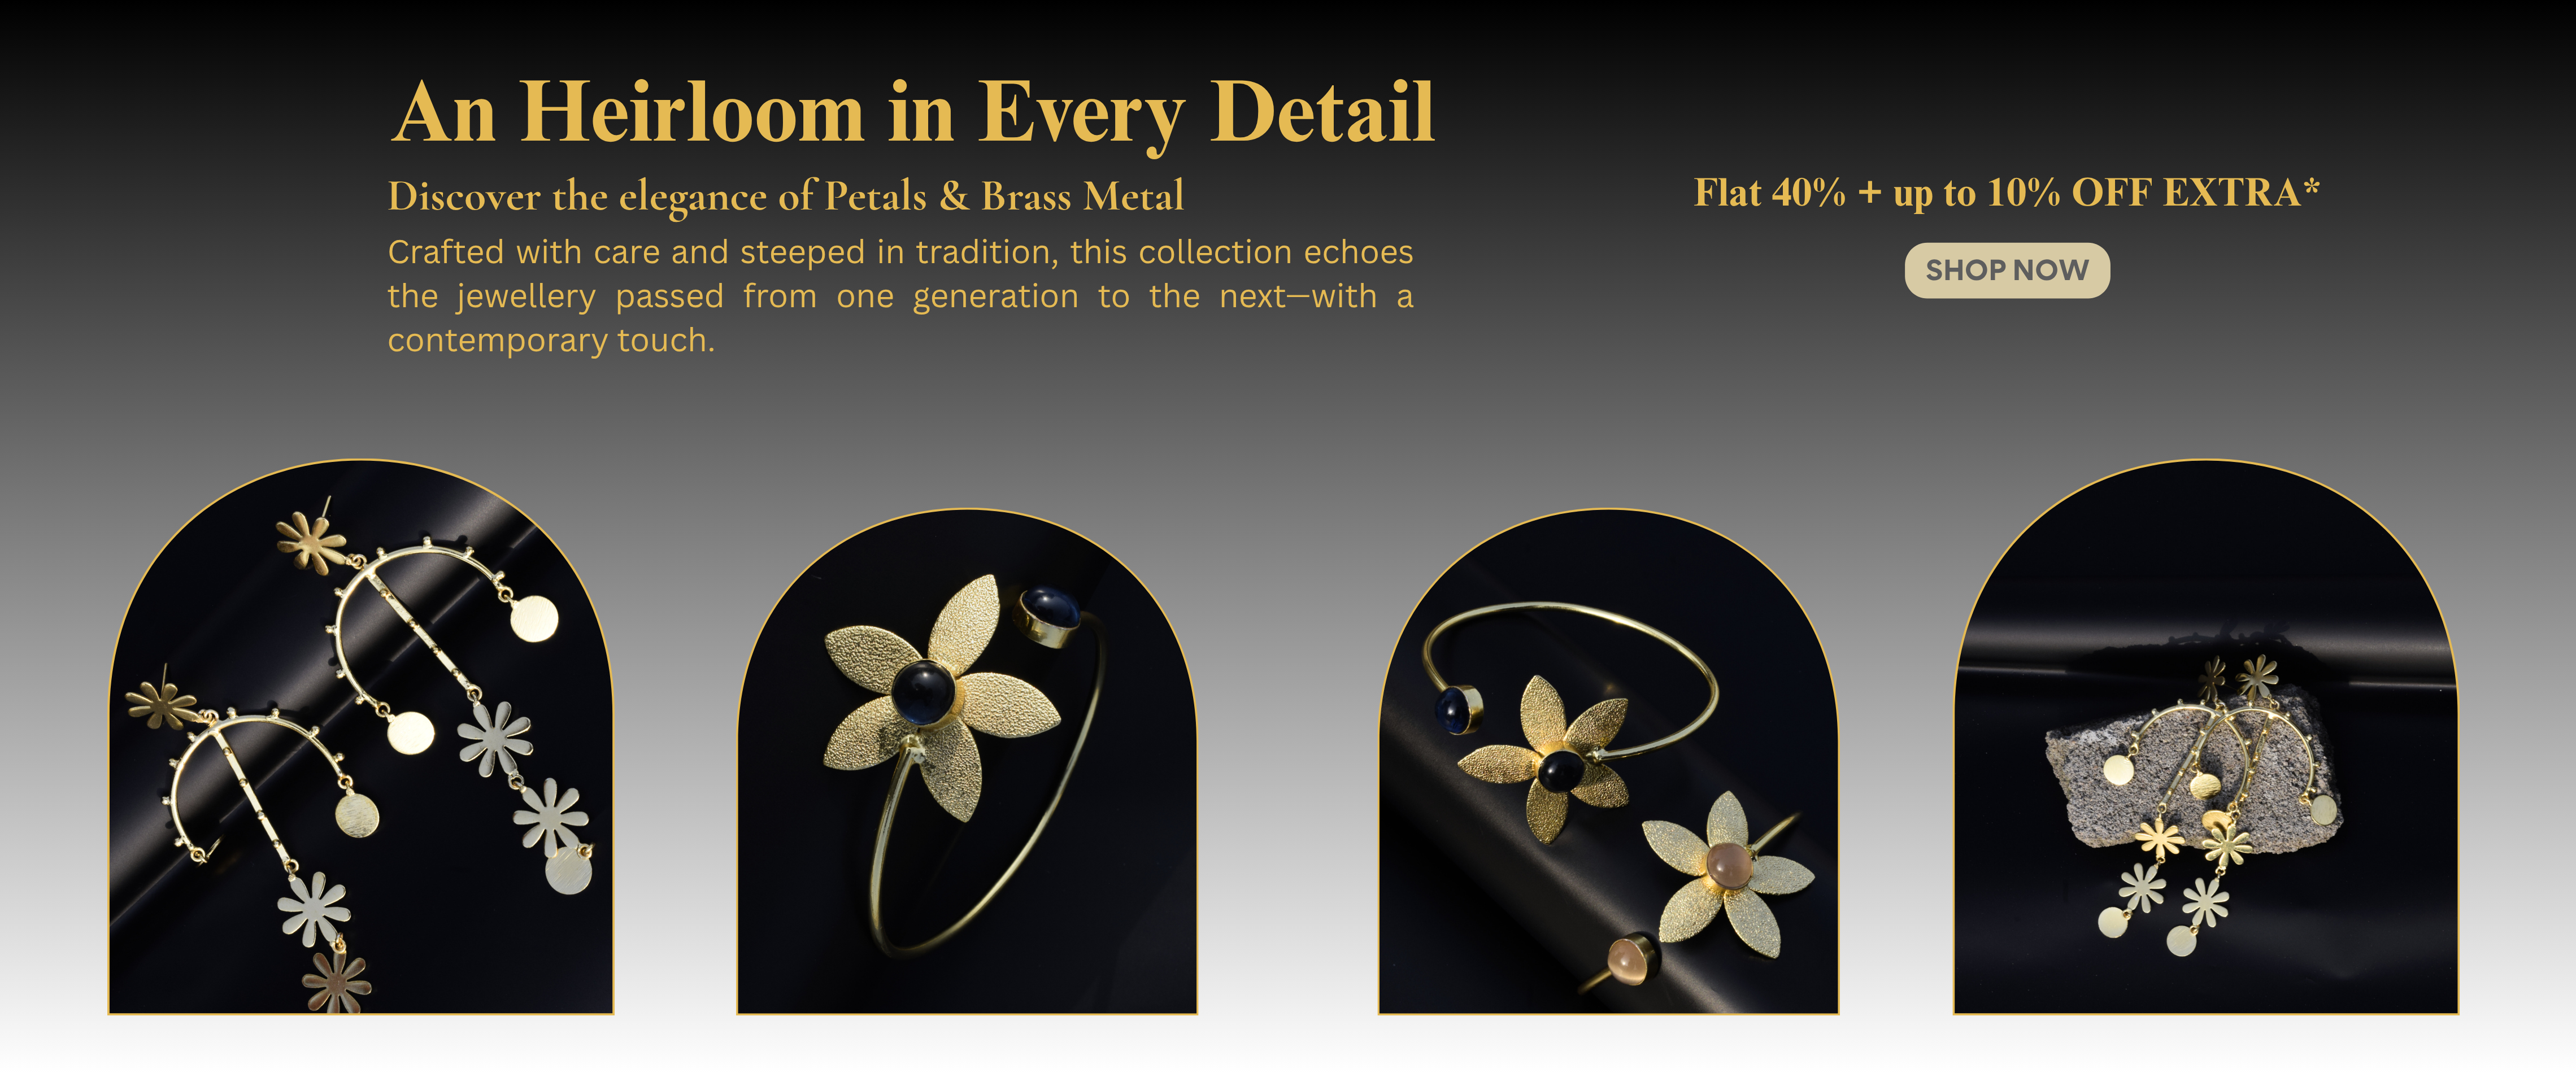 An Heirloom in Every Detail
Discover the elegance of Petals & Brass Metal
Crafted with care and steeped in tradition, this collection echoes
the jewellery passed from one generation to the next—with a
contemporary touch.
Flat 40% + up to 10% OFF EXTRA*
SHOP NOW